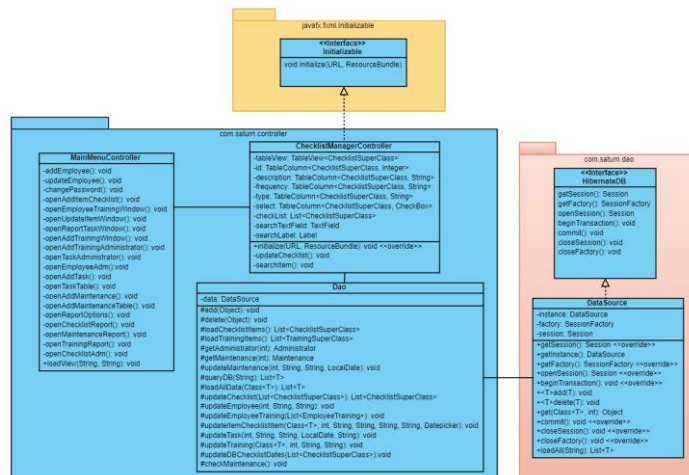 javafx.fxml.Initializable
<<Interface>>
Initializable
void initialize(URL, ResourceBundle)
com.saturn.controller
MainMenuController
-addEmployee(): void
-updateEmployee(): void
-changePassword(): void
-openAddItemChecklist(): void
-openEmployeeTrainingWindow(): void
-openUpdateItemWindow(): void
-openReportTaskWindow(): void
-openAddTrainingWindow(): void
-openAddTrainingAdministrator(): void
-openTaskAdministrator(): void
-openEmployeeAdm(): void
-openAddTask(): void
-openTaskTable(): void
-openAddMaintenance(): void
-openAddMaintenanceTable(): void
-openReportOptions(): void
-openChecklistReport(): void
-openMaintenanceReport(): void
-openTrainingReport(): void
-openChecklistAdm(): void
+loadView(String, String): void
ChecklistManagerController
-tableView: TableView<ChecklistSuperClass>
-id: TableColumn<ChecklistSuperClass, Integer>
-description: TableColumn<ChecklistSuperClass, String>
-frequency: TableColumn<ChecklistSuperClass, String>
-type: TableColumn<ChecklistSuperClass, String>
-select: TableColumn<ChecklistSuperClass, CheckBox>
-checkList: List<ChecklistSuperClass>
-searchTextField: TextField
-searchLabel: Label
+initialize(URL, ResourceBundle): void <<override>>
-updateChecklist(): void
-searchItem(): void
Dao
-data: DataSource
#add(Object): void
#delete(Object): void
#loadChecklistItems(): List<ChecklistSuperClass>
#loadTrainingItems(): List<TrainingSuperClass>
#getAdministrator(int): Administrator
#getMaintenance(int): Maintenance
#updateMaintenance(int, String, String, LocalDate): void
#queryDB(String): List<T>
#loadAllData(Class<T>): List<T>
#updateChecklist(List<ChecklistSuperClass>): List<ChecklistSuperClass>
#updateEmployee(int, String, String): void
#updateEmployeeTraining(List<EmployeeTraining>): void
#updateItemChecklistItem(Class<T>, int, String, String, String, String, Datepicker): void
#updateTask(int, String, String, LocalDate, String): void
#updateTraining(Class<T>, int, String, String): void
#updateDBChecklistDates(List<ChecklistSuperClass>):void
#checkMaintenance(): void
com.saturn.dao
<<Interface>>
HibernateDB
getSession(): Session
getFactory(): SessionFactory
openSession(): Session
beginTransaction(): void
commit(): void
closeSession(): void
closeFactory(): void
DataSource
-instance: DataSource
-factory: SessionFactory
-session: Session
+getSession(): Session <<override>>
+getInstance(): DataSource
+getFactory(): SessionFactory <<override>>
+openSession(): Session <<override>>
+beginTransaction(): void <<override>>
+<T>add(T): void
+<T>delete(T): void
+get(Class<T>, int): Object
+commit(): void <<override>>
+closeSession(): void <<override>>
+closeFactory(): void <<override>>
+loadAll(String): List<T>